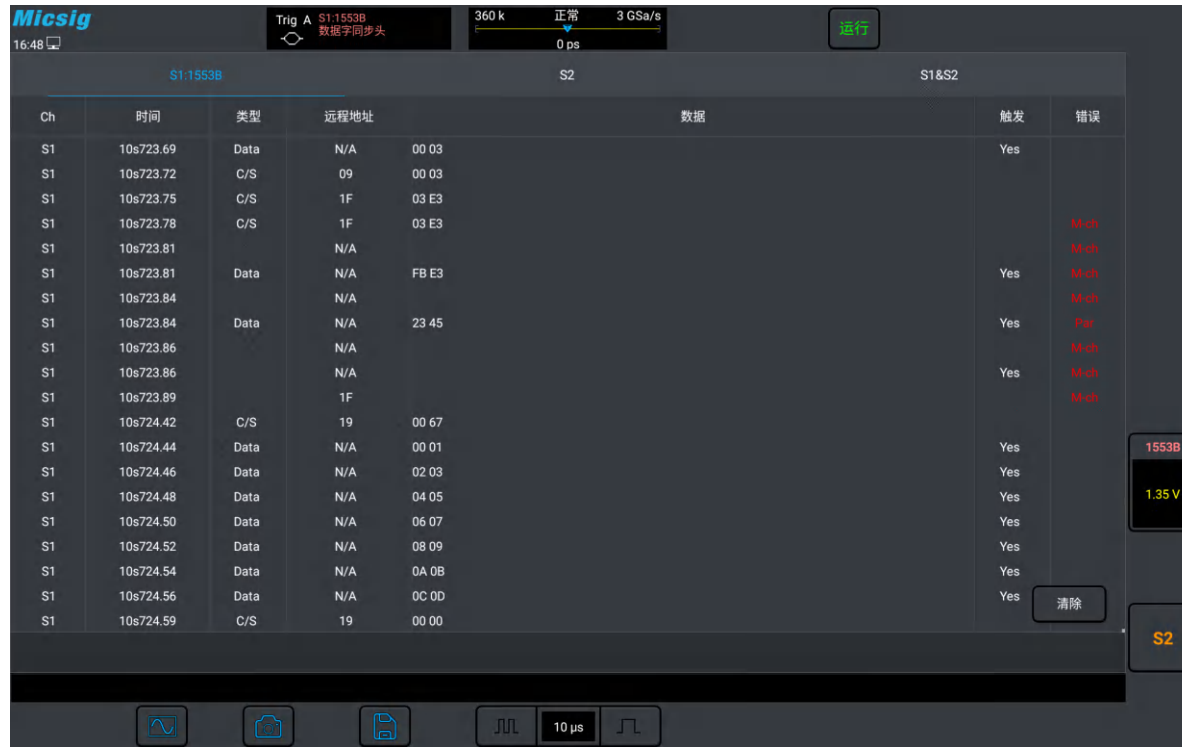 Micsig
16:48
Trig A S1:1553B
数据字同步头
360 k 正常 3 GSa/s
0 ps
运行
S1:1553B S2 S1&S2
Ch 时间 类型 远程地址 数据 触发 错误
S1 10s723.69 Data N/A 00 03 Yes
S1 10s723.72 C/S 09 00 03
S1 10s723.75 C/S 1F 03 E3
S1 10s723.78 C/S 1F 03 E3 M-ch
S1 10s723.81 N/A M-ch
S1 10s723.81 Data N/A FB E3 Yes M-ch
S1 10s723.84 N/A M-ch
S1 10s723.84 Data N/A 23 45 Yes Par
S1 10s723.86 N/A M-ch
S1 10s723.86 N/A Yes M-ch
S1 10s723.89 1F M-ch
S1 10s724.42 C/S 19 00 67
S1 10s724.44 Data N/A 00 01 Yes
S1 10s724.46 Data N/A 02 03 Yes
S1 10s724.48 Data N/A 04 05 Yes
S1 10s724.50 Data N/A 06 07 Yes
S1 10s724.52 Data N/A 08 09 Yes
S1 10s724.54 Data N/A 0A 0B Yes
S1 10s724.56 Data N/A 0C 0D Yes
S1 10s724.59 C/S 19 00 00
清除
1553B
1.35 V
S2
10 μs